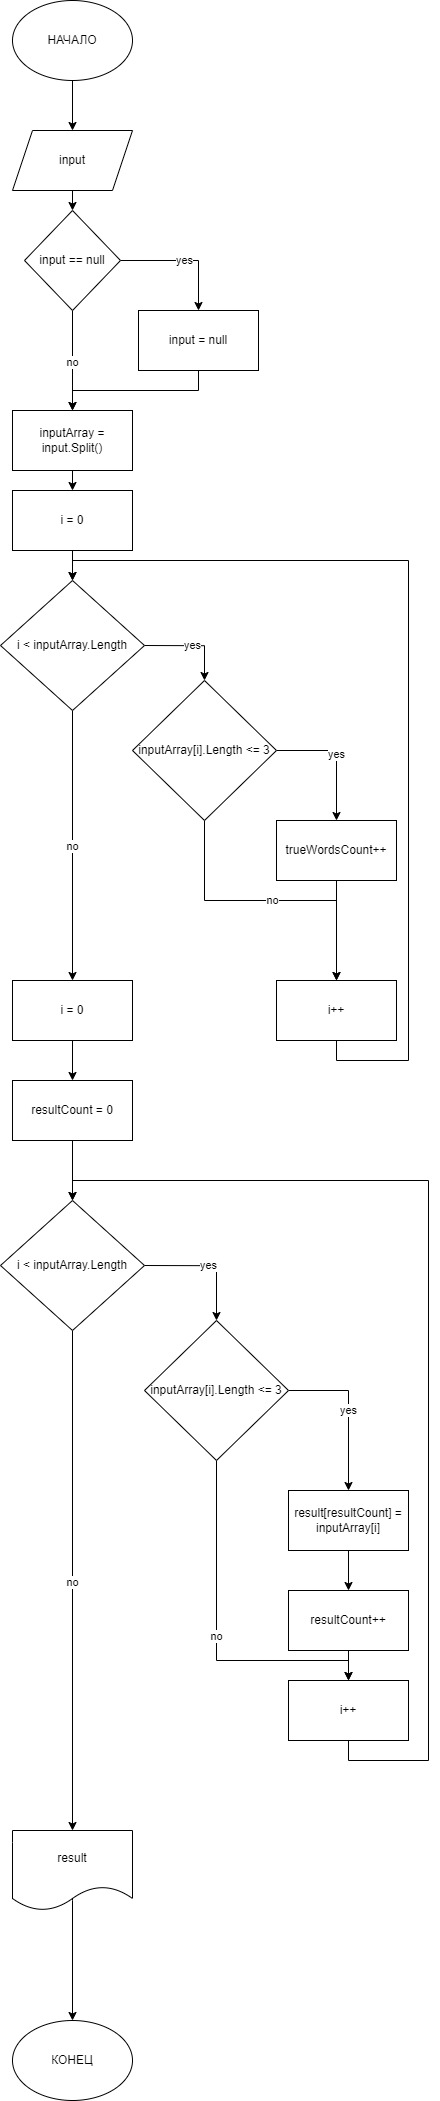 НАЧАЛО
input
input == null
yes
input = null
no
inputArray =
input.Split()
i = 0
i < inputArray.Length
yes
inputArray[i].Length <= 3
yes
trueWordsCount++
no
no
i = 0
i++
resultCount = 0
i < inputArray.Length
yes
inputArray[i].Length <= 3
yes
result[resultCount] =
inputArray[i]
no
resultCount++
no
i++
result
КОНЕЦ